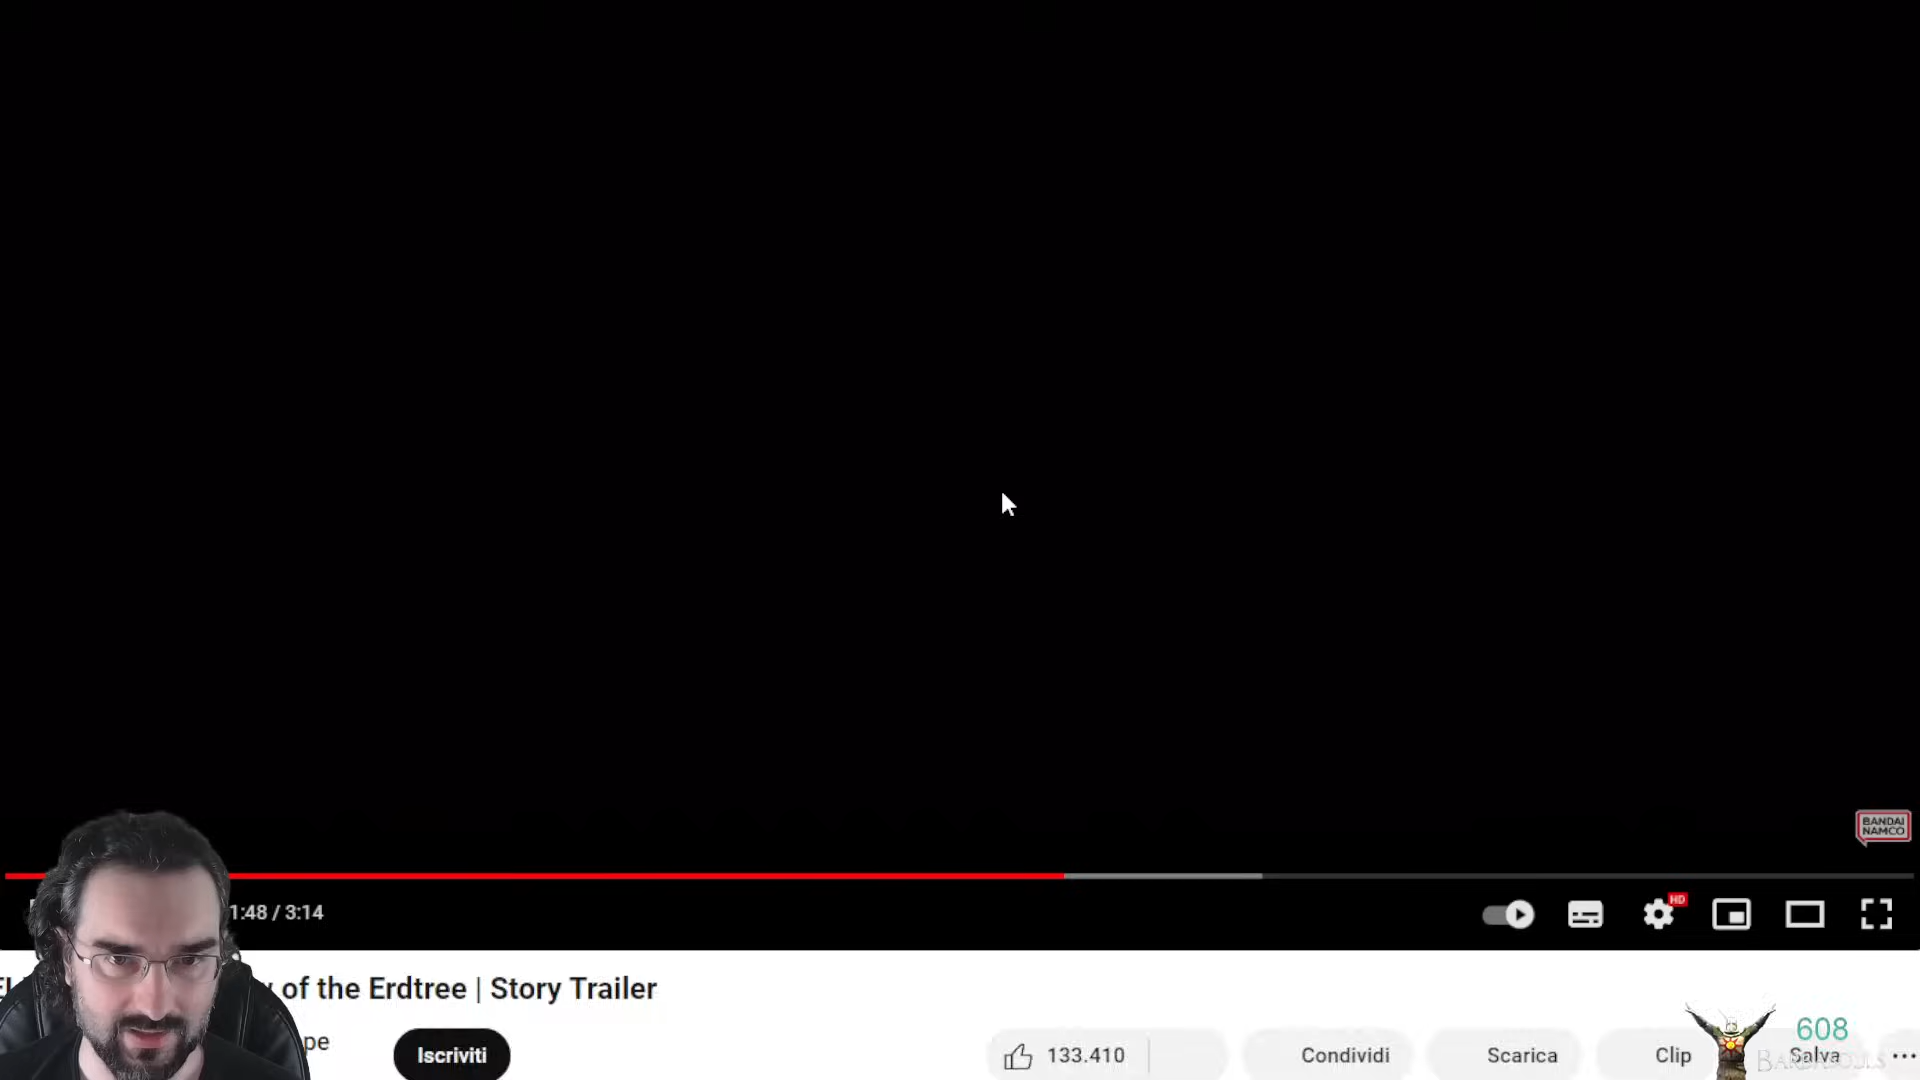 BANDAI
NAMCO
1:48 / 3:14
HD
of the Erdtree | Story Trailer
pe
Iscriviti
133.410
Condividi
Scarica
Clip
Salva
608